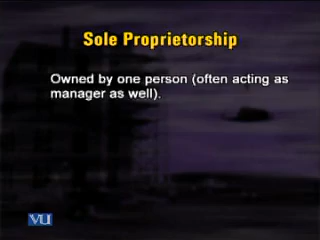 Sole Proprietorship
Owned by one person (often acting as
manager as well).
VU